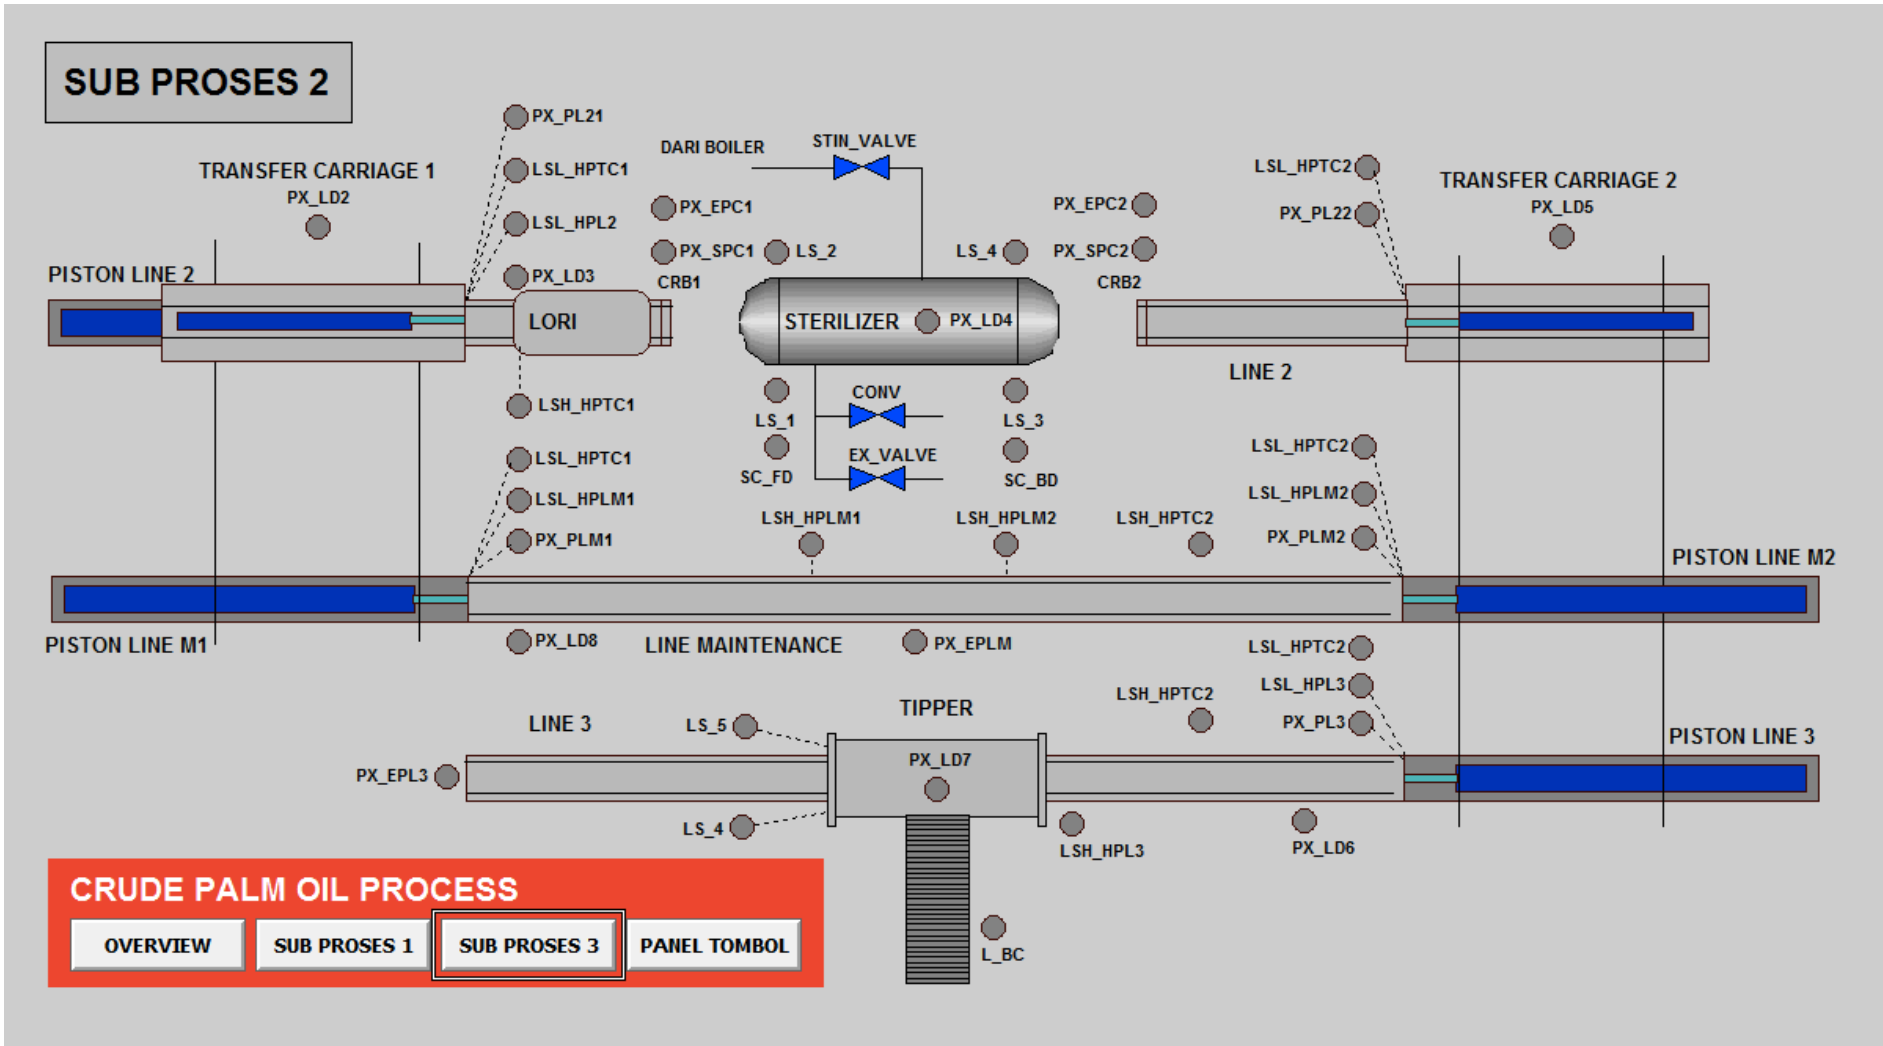 SUB PROSES 2
PX_PL21
TRANSFER CARRIAGE 1
PX_LD2
LSL_HPTC1
LSL_HPL2
PX_LD3
DARI BOILER
STIN_VALVE
PX_EPC1
PX_SPC1
CRB1
LS_2
LS_4
PX_EPC2
PX_SPC2
CRB2
LSL_HPTC2
PX_PL22
TRANSFER CARRIAGE 2
PX_LD5
PISTON LINE 2
LORI
STERILIZER
PX_LD4
LINE 2
LSH_HPTC1
LS_1
SC_FD
CONV
EX_VALVE
LS_3
SC_BD
LSL_HPTC1
LSL_HPLM1
PX_PLM1
LSH_HPLM1
LSH_HPLM2
LSH_HPTC2
LSL_HPTC2
LSL_HPLM2
PX_PLM2
PISTON LINE M2
PISTON LINE M1
PX_LD8
LINE MAINTENANCE
PX_EPLM
LSL_HPTC2
LSL_HPL3
PX_PL3
LSH_HPTC2
PISTON LINE 3
LINE 3
LS_5
TIPPER
PX_LD7
PX_EPL3
LS_4
LSH_HPL3
PX_LD6
L_BC
CRUDE PALM OIL PROCESS
OVERVIEW
SUB PROSES 1
SUB PROSES 3
PANEL TOMBOL